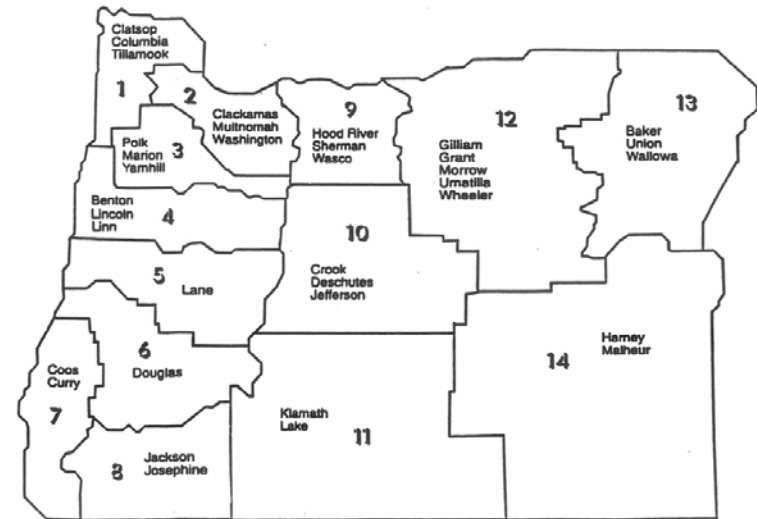 Clatsop
Columbia
Tillamook
1
2
Clackamas
Multnomah
Washington
3
Polk
Marion
Yamhill
4
Benton
Lincoln
Linn
5
Lane
6
Douglas
Coos
Curry
7
8
Jackson
Josephine
9
Hood River
Sherman
Wasco
10
Crook
Deschutes
Jefferson
Klamath
Lake
11
12
Gilliam
Grant
Morrow
Umatilla
Wheeler
13
Baker
Union
Wallowa
14
Harney
Malheur